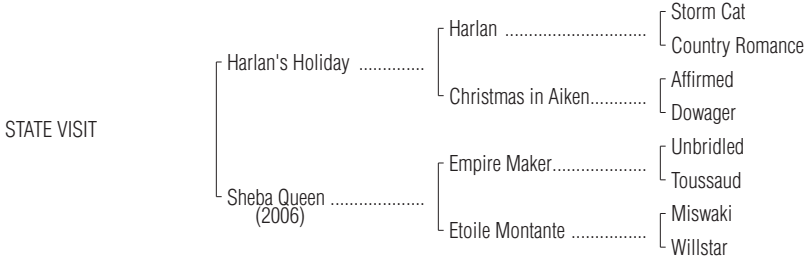 Storm Cat
Harlan ..............................
Country Romance
Harlan's Holiday ..............
Affirmed
Christmas in Aiken............
Dowager
STATE VISIT
Unbridled
Empire Maker....................
Toussaud
Sheba Queen ....................
(2006)
Miswaki
Etoile Montante ................
Willstar